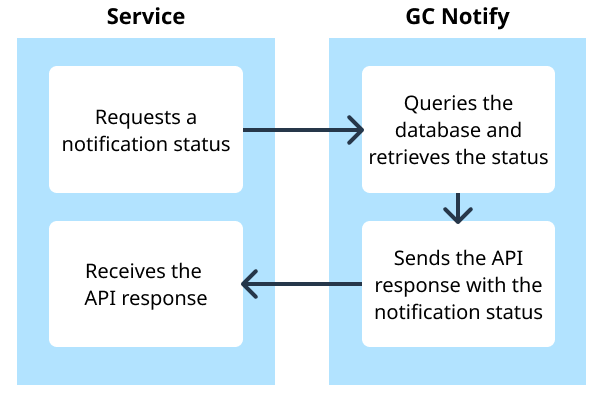 Service
GC Notify
Requests a
notification status
Queries the
database and
retrieves the status
Sends the API
response with the
notification status
Receives the
API response